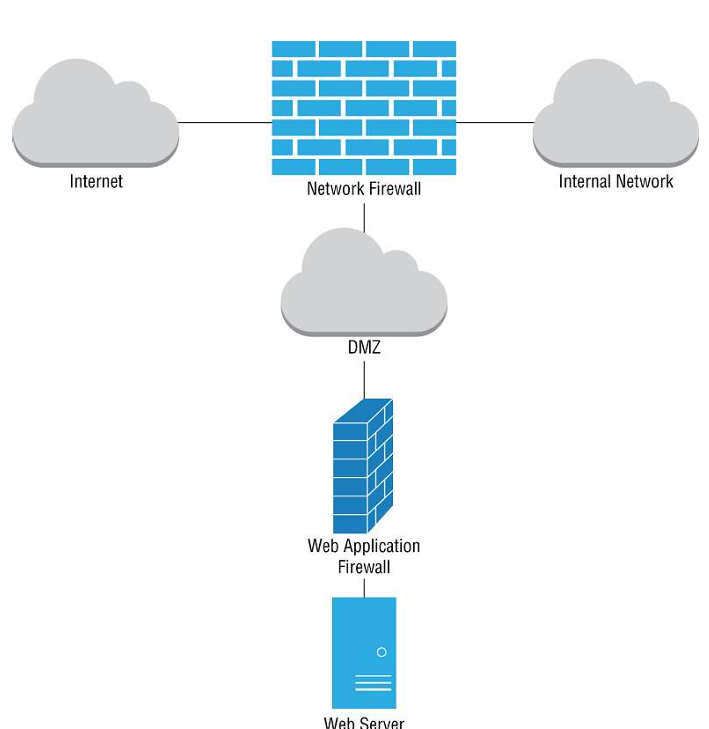 Internet
Network Firewall
Internal Network
DMZ
Web Application
Firewall
Web Server